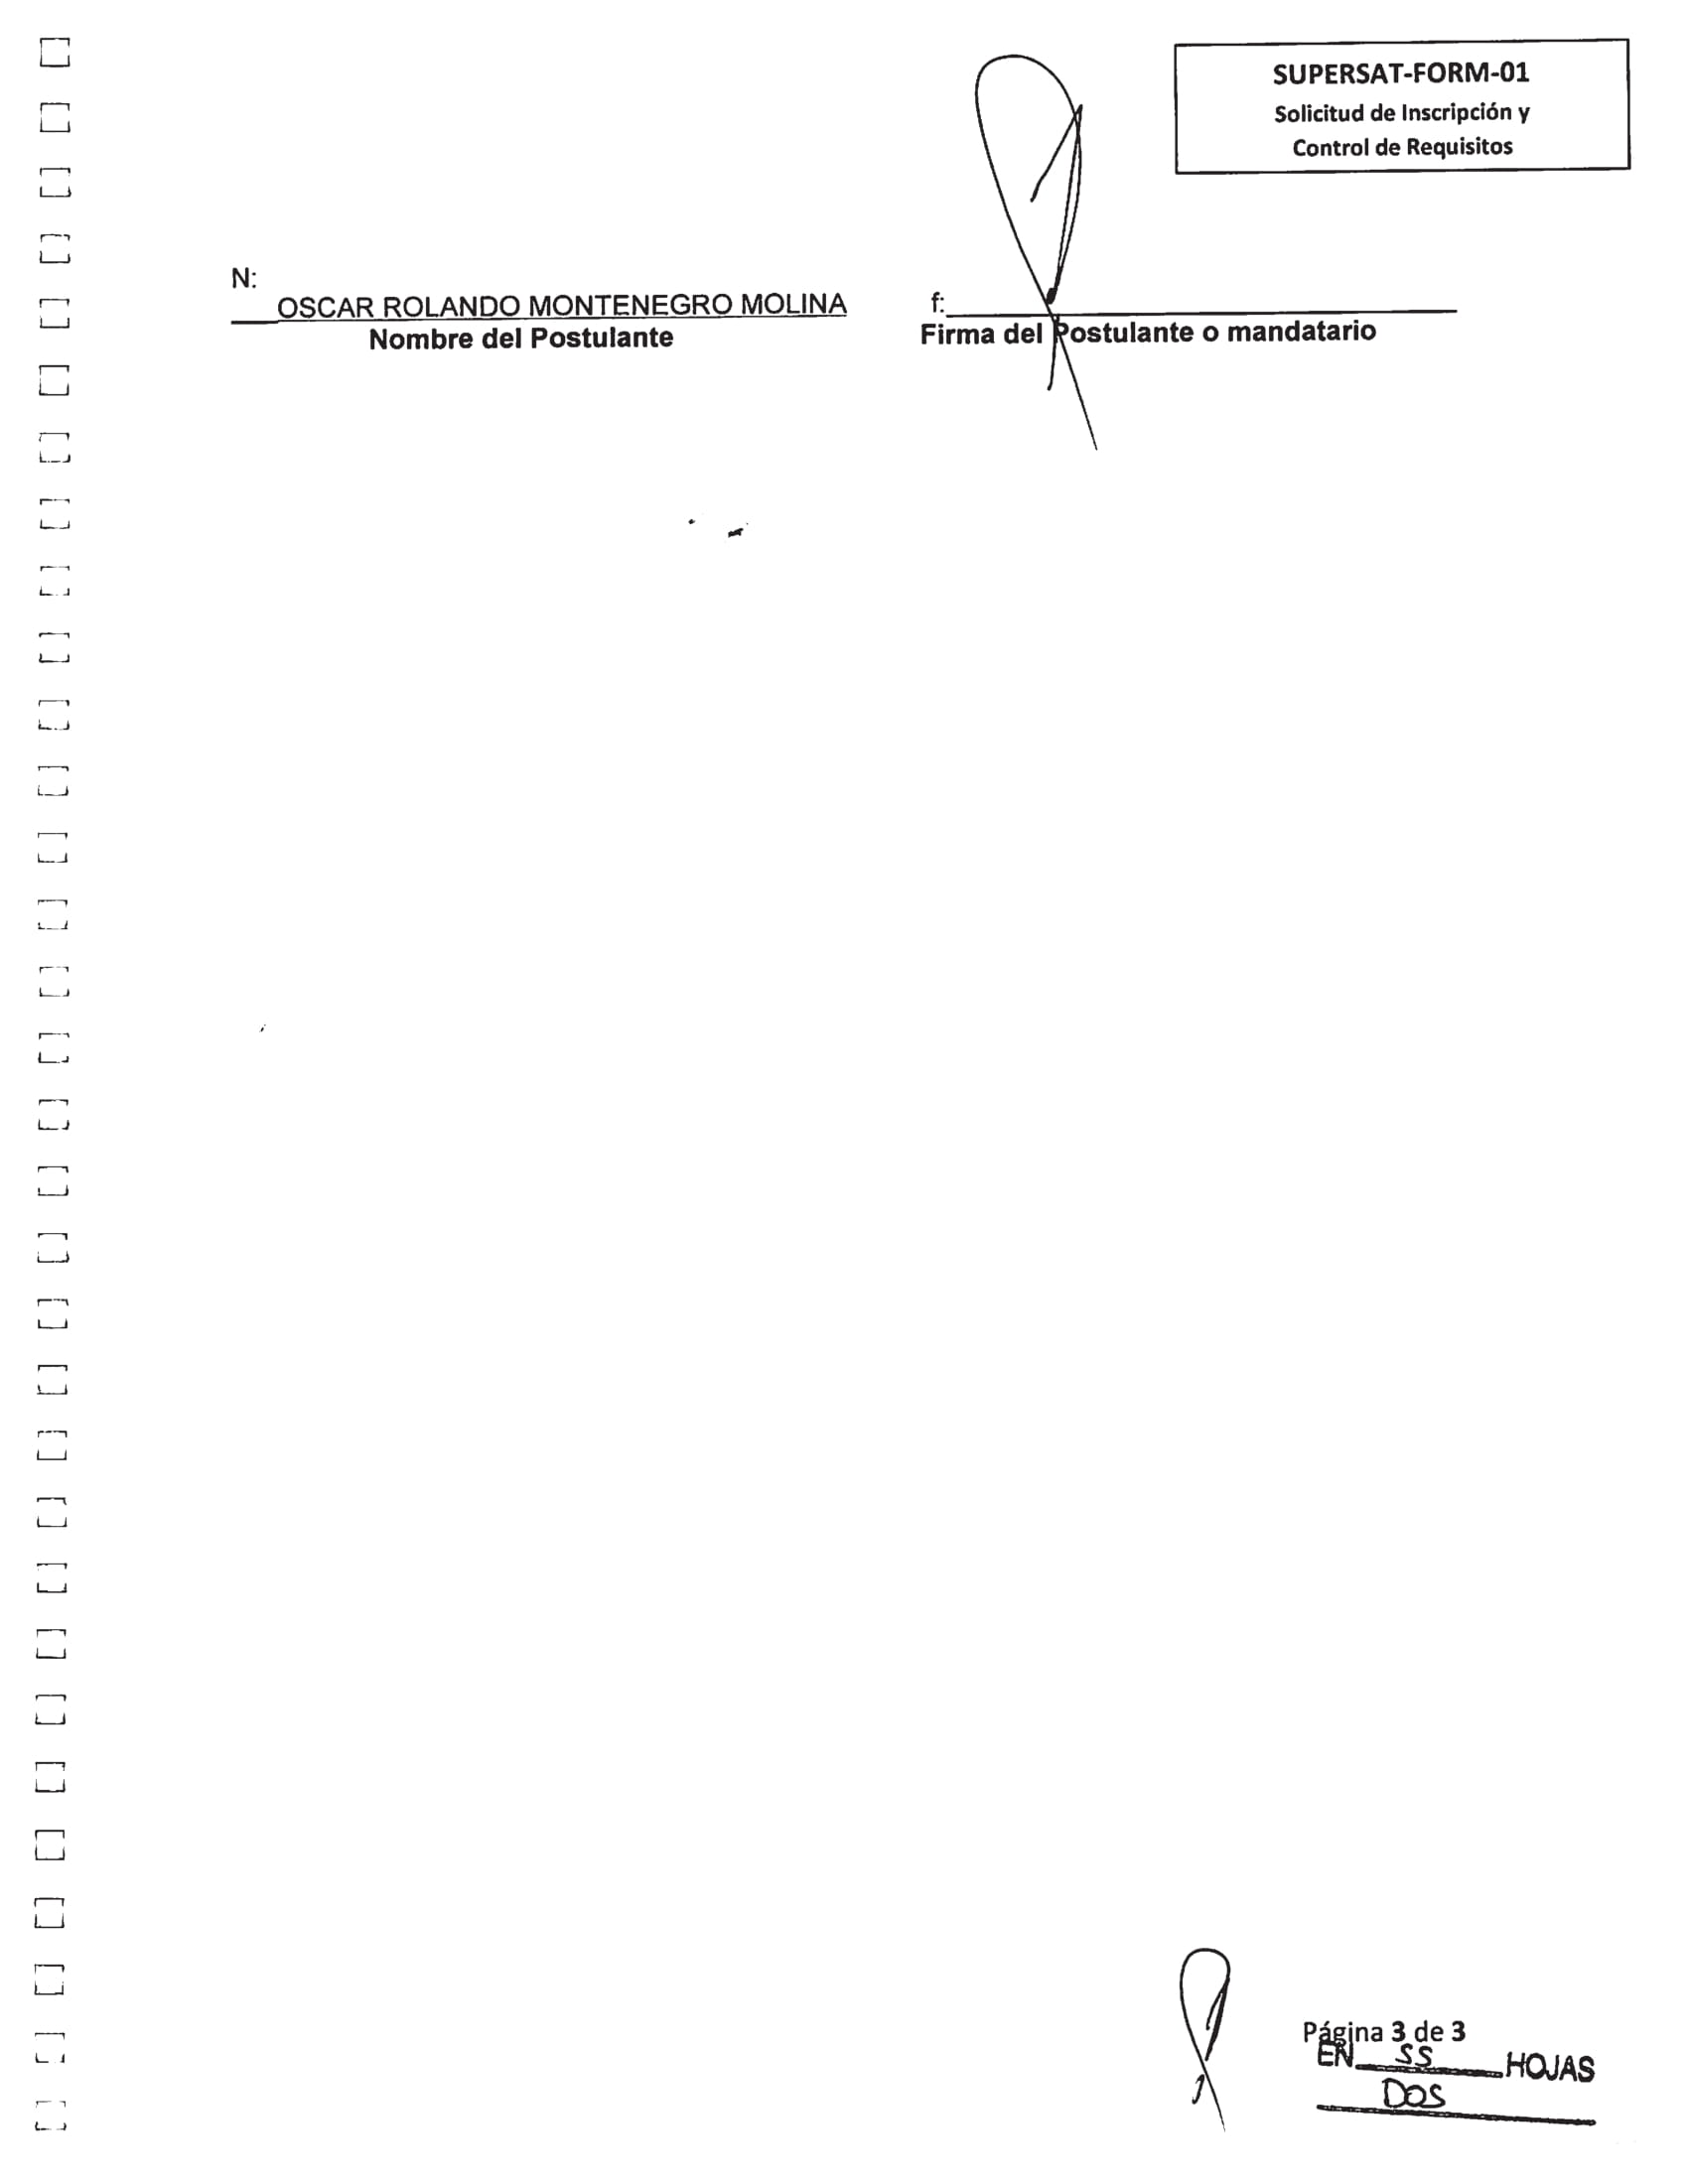 SUPERSAT-FORM-01
Solicitud de Inscripción y
Control de Requisitos
N:
OSCAR ROLANDO MONTENEGRO MOLINA
Nombre del Postulante
f:
Firma del Postulante o mandatario
Página 3 de 3
EN SS HOJAS
DOS